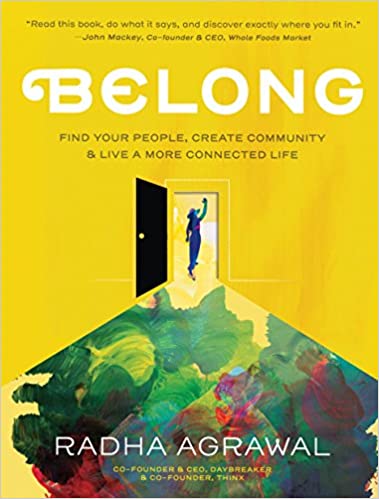 "Read this book, do what it says, and discover exactly where you fit in."
—John Mackey, Co-founder & CEO, Whole Foods Market
BELONG
FIND YOUR PEOPLE, CREATE COMMUNITY
& LIVE A MORE CONNECTED LIFE
RADHA AGRAWAL
CO-FOUNDER & CEO, DAYBREAKER
& CO-FOUNDER, THINX